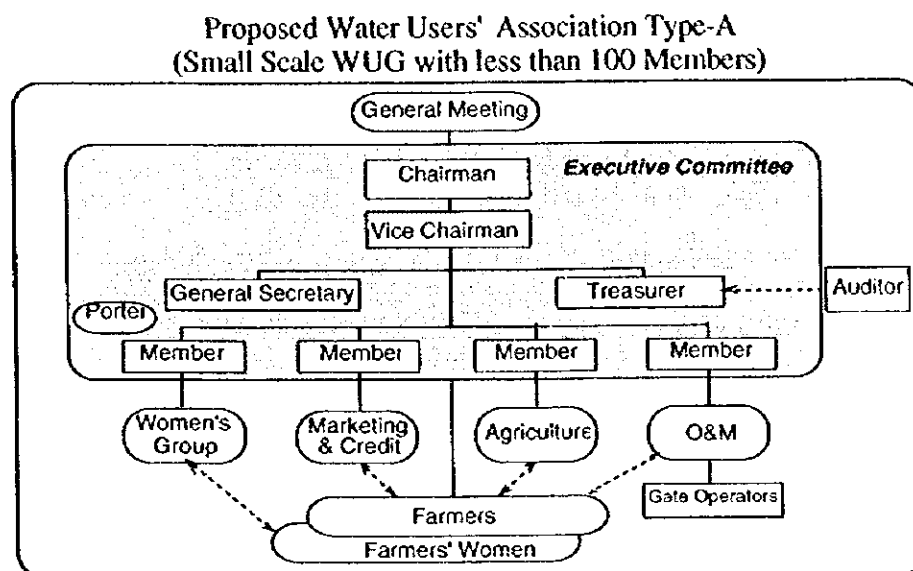 Proposed Water Users' Association Type-A
(Small Scale WUG with less than 100 Members)
General Meeting
Executive Committee
Chairman
Vice Chairman
General Secretary
Treasurer
Auditor
Porter
Member
Member
Member
Member
Women's
Group
Marketing
& Credit
Agriculture
O&M
Gate Operators
Farmers
Farmers' Women